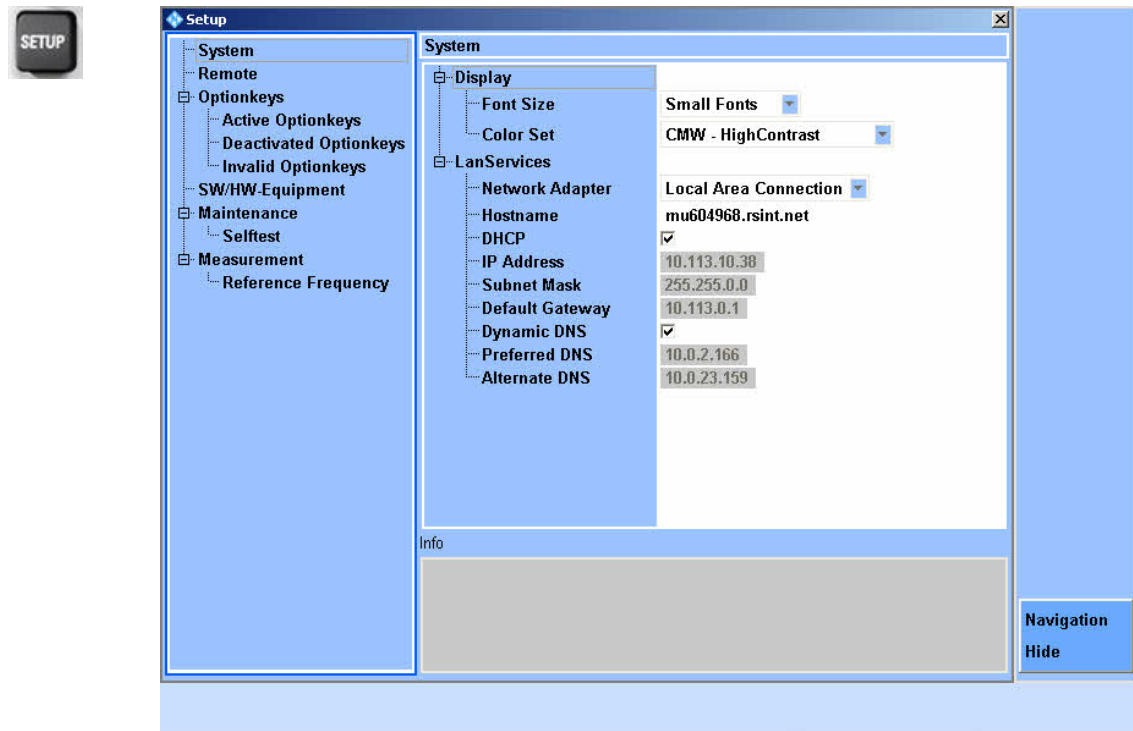 SETUP
Setup
System
Remote
Optionkeys
Active Optionkeys
Deactivated Optionkeys
Invalid Optionkeys
SW/HW-Equipment
Maintenance
Selftest
Measurement
Reference Frequency
System
Display
Font Size Small Fonts
Color Set CMW - HighContrast
LanServices
Network Adapter Local Area Connection
Hostname mu604968.rsint.net
DHCP
IP Address 10.113.10.38
Subnet Mask 255.255.0.0
Default Gateway 10.113.0.1
Dynamic DNS
Preferred DNS 10.0.2.166
Alternate DNS 10.0.23.159
Info
Navigation
Hide